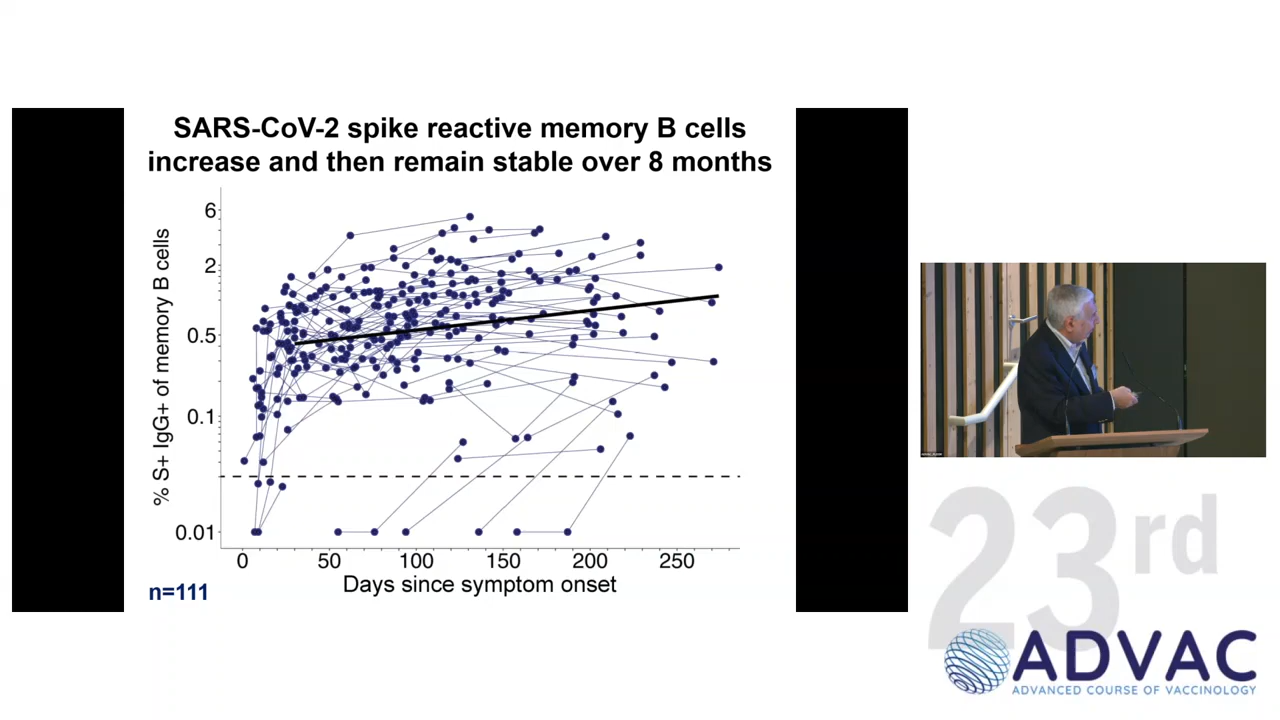 SARS-CoV-2 spike reactive memory B cells
increase and then remain stable over 8 months
% S+ IgG+ of memory B cells
6
2
0.5
0.1
0.01
0 50 100 150 200 250
Days since symptom onset
n=111
23rd
ADVAC
ADVANCED COURSE OF VACCINOLOGY